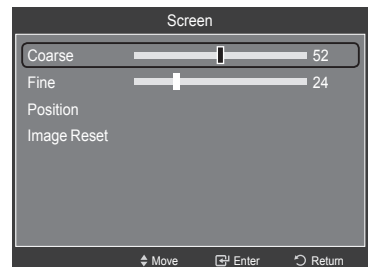 Screen
Coarse 52
Fine 24
Position
Image Reset
Move Enter Return